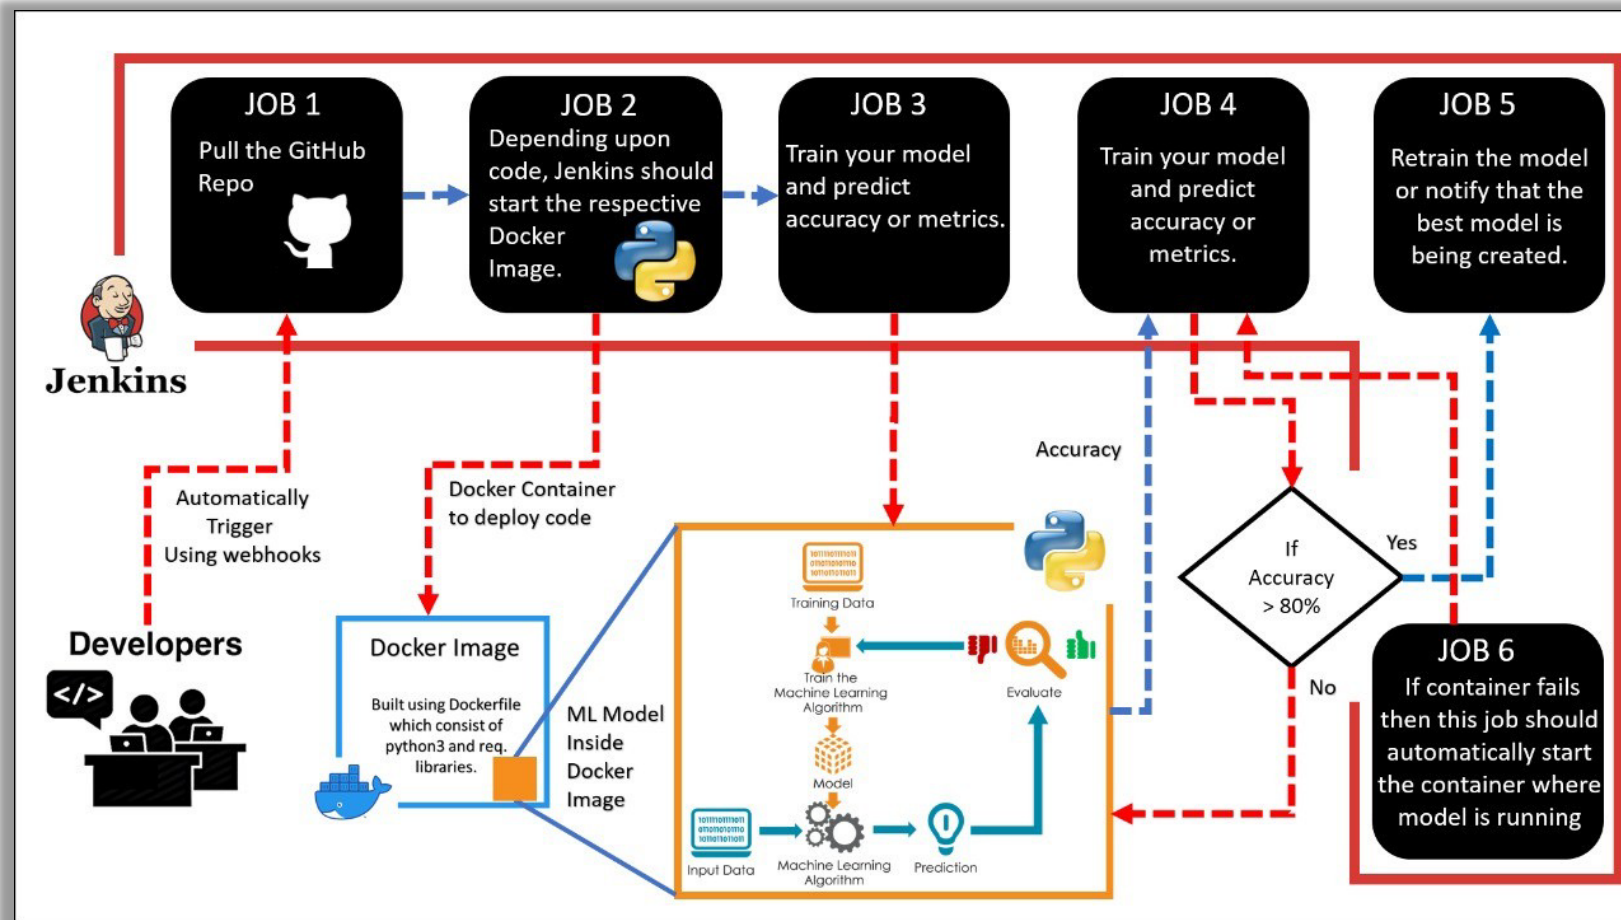 JOB 1
Pull the GitHub
Repo
JOB 2
Depending upon
code, Jenkins should
start the respective
Docker
Image.
JOB 3
Train your model
and predict
accuracy or metrics.
JOB 4
Train your model
and predict
accuracy or
metrics.
JOB 5
Retrain the model
or notify that the
best model is
being created.
Jenkins
Automatically
Trigger
Using webhooks
Docker Container
to deploy code
Accuracy
If
Accuracy
> 80%
Yes
No
Developers
</>
Docker Image
Built using Dockerfile
which consist of
python3 and req.
libraries.
ML Model
Inside
Docker
Image
Training Data
Train the
Machine Learning
Algorithm
Evaluate
Model
Input Data
Machine Learning
Algorithm
Prediction
JOB 6
If container fails
then this job should
automatically start
the container where
model is running